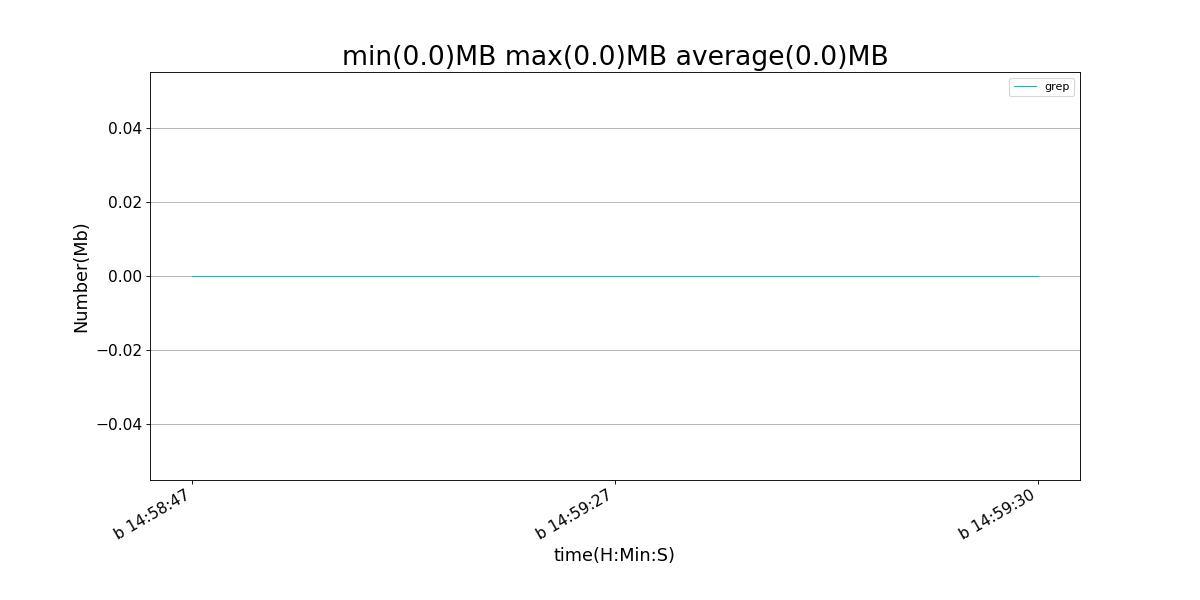 min(0.0)MB max(0.0)MB average(0.0)MB
grep
0.04
0.02
0.00
−0.02
−0.04
Number(Mb)
b 14:58:47
b 14:59:27
b 14:59:30
time(H:Min:S)